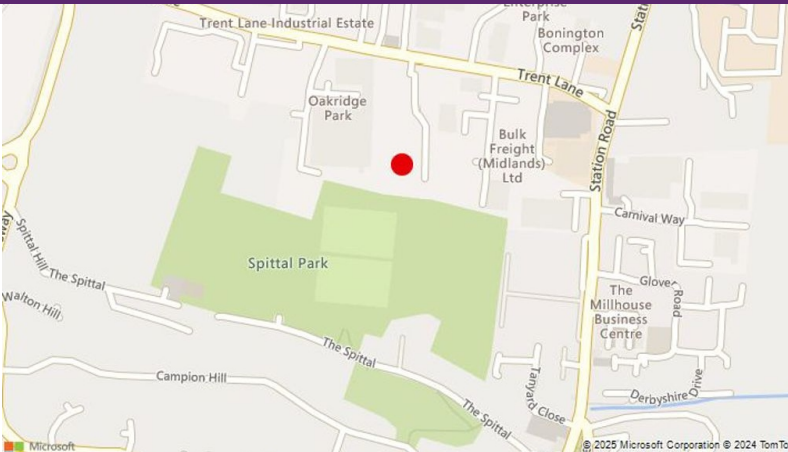 Enterprise
Park
Trent Lane Industrial Estate
Bonington
Complex
Trent Lane
Oakridge
Park
Bulk
Freight
(Midlands)
Ltd
Station Road
Carnival Way
Spittal Park
Spittal Hill
The Spittal
Walton Hill
Glover Road
The
Millhouse
Business
Centre
The Spittal
Campion Hill
Tanyard Close
Derbyshire Drive
The Spittal
Microsoft
© 2025 Microsoft Corporation © 2024 TomTo